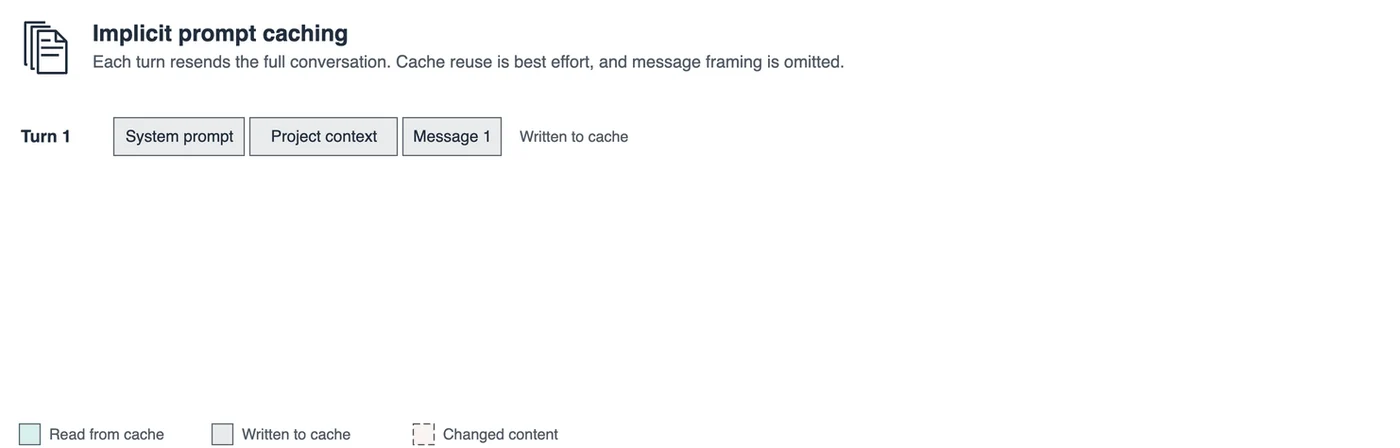 Implicit prompt caching
Each turn resends the full conversation. Cache reuse is best effort, and message framing is omitted.
Turn 1 System prompt Project context Message 1 Written to cache
Read from cache Written to cache Changed content